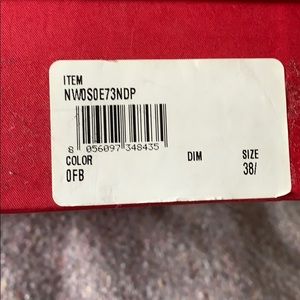 ITEM
NW0S0E73NDP
8 056097 348435
COLOR DIM SIZE
0FB 38/